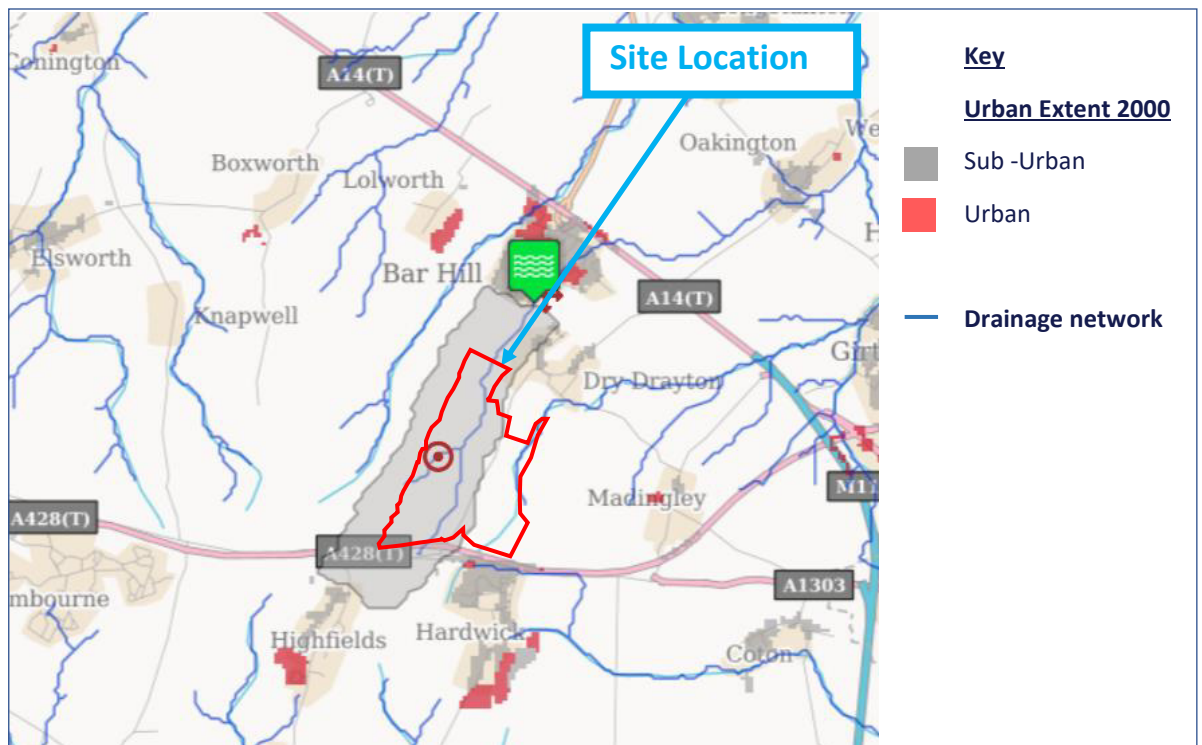 Conington
A14(T)
Site Location
Oakington
Boxworth
Lolworth
Elsworth
Bar Hill
Knapwell
A14(T)
Dry Drayton
Madingley
M11
A428(T)
A428(T)
A1303
Highfields
Hardwick
Coton
Key
Urban Extent 2000
Sub -Urban
Urban
Drainage network